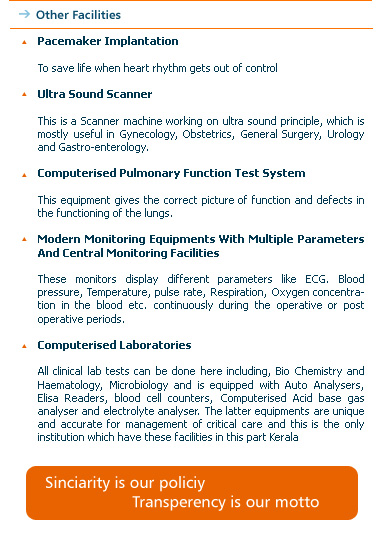 Other Facilities
Pacemaker Implantation
To save life when heart rhythm gets out of control
Ultra Sound Scanner
This is a Scanner machine working on ultra sound principle, which is
mostly useful in Gynecology, Obstetrics, General Surgery, Urology
and Gastro-enterology.
Computerised Pulmonary Function Test System
This equipment gives the correct picture of function and defects in
the functioning of the lungs.
Modern Monitoring Equipments With Multiple Parameters
And Central Monitoring Facilities
These monitors display different parameters like ECG. Blood
pressure, Temperature, pulse rate, Respiration, Oxygen concentra-
tion in the blood etc. continuously during the operative or post
operative periods.
Computerised Laboratories
All clinical lab tests can be done here including, Bio Chemistry and
Haematology, Microbiology and is equipped with Auto Analysers,
Elisa Readers, blood cell counters, Computerised Acid base gas
analyser and electrolyte analyser. The latter equipments are unique
and accurate for management of critical care and this is the only
institution which have these facilities in this part Kerala
Sinciarity is our policiy
Transperency is our motto